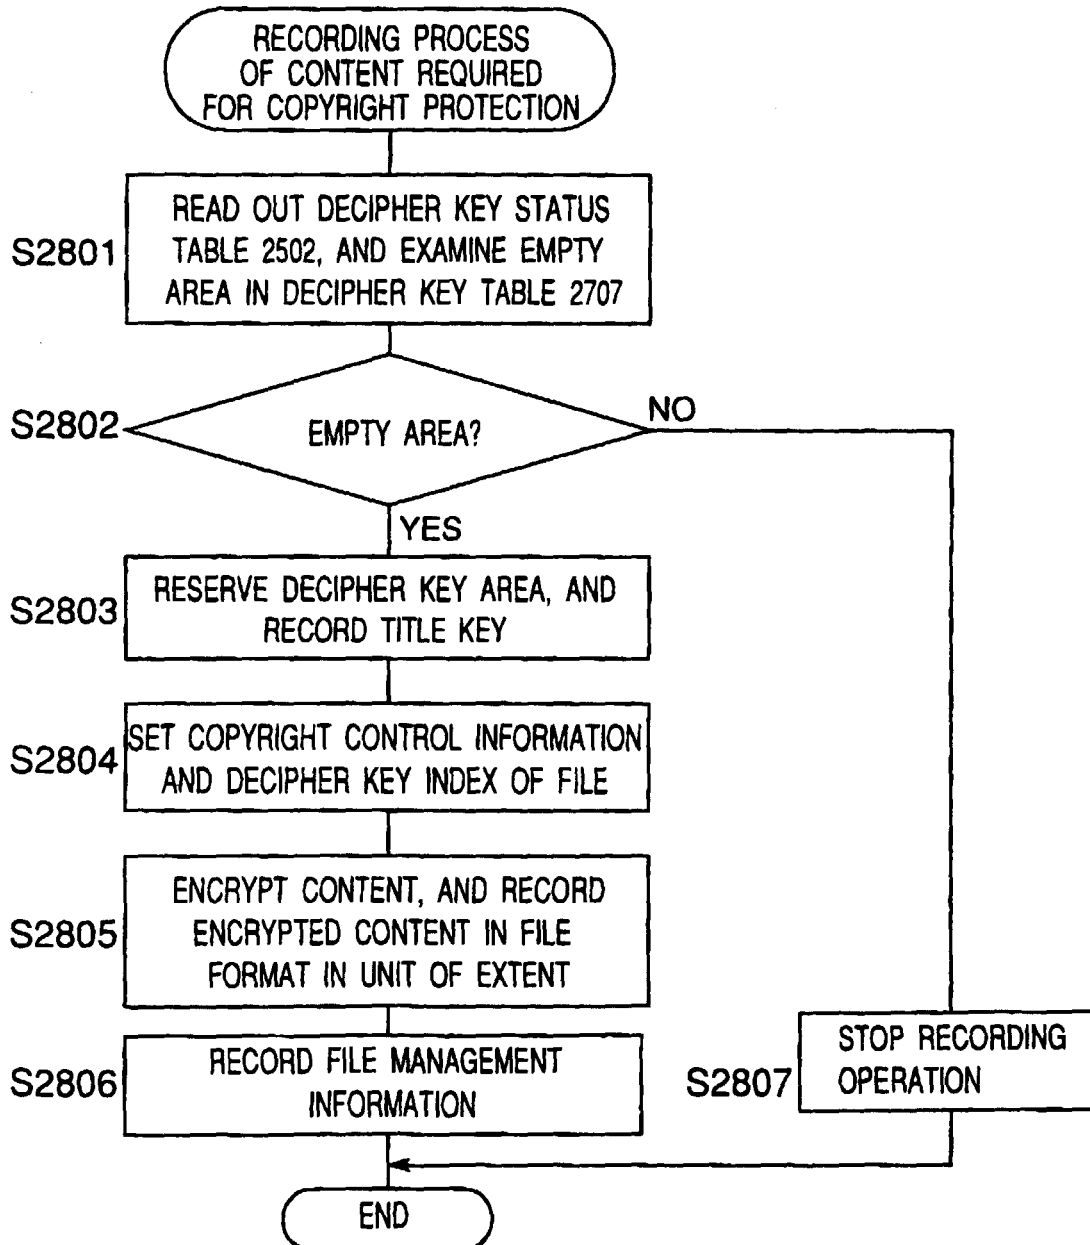 RECORDING PROCESS
OF CONTENT REQUIRED
FOR COPYRIGHT PROTECTION
S2801
READ OUT DECIPHER KEY STATUS
TABLE 2502, AND EXAMINE EMPTY
AREA IN DECIPHER KEY TABLE 2707
S2802
EMPTY AREA?
NO
YES
S2803
RESERVE DECIPHER KEY AREA, AND
RECORD TITLE KEY
S2804
SET COPYRIGHT CONTROL INFORMATION
AND DECIPHER KEY INDEX OF FILE
S2805
ENCRYPT CONTENT, AND RECORD
ENCRYPTED CONTENT IN FILE
FORMAT IN UNIT OF EXTENT
S2806
RECORD FILE MANAGEMENT
INFORMATION
S2807
STOP RECORDING
OPERATION
END